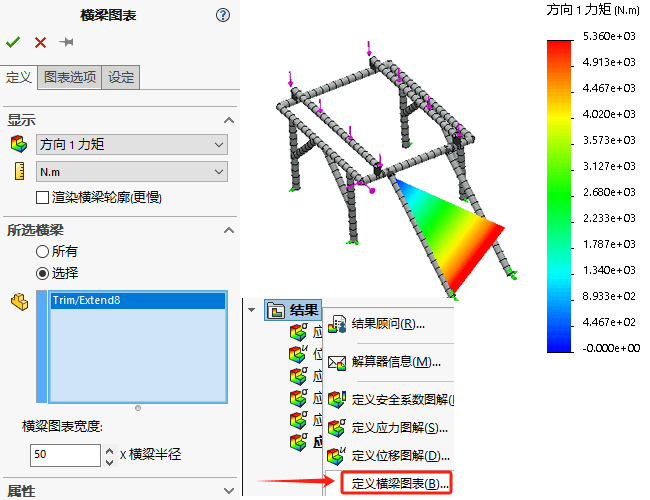 横梁图表
定义
图表选项
设定
显示
方向 1 力矩
N.m
渲染横梁轮廓(更慢)
所选横梁
所有
选择
Trim/Extend8
横梁图表宽度:
50
X 横梁半径
属性
结果
应
位
应
应
应
应
结果顾问(R)...
解算器信息(M)...
定义安全系数图解(
定义应力图解(S)...
定义位移图解(D)...
定义横梁图表(B)...
方向 1 力矩 (N.m)
5.360e+03
4.913e+03
4.467e+03
4.020e+03
3.573e+03
3.127e+03
2.680e+03
2.233e+03
1.787e+03
1.340e+03
8.933e+02
4.467e+02
-0.000e+00